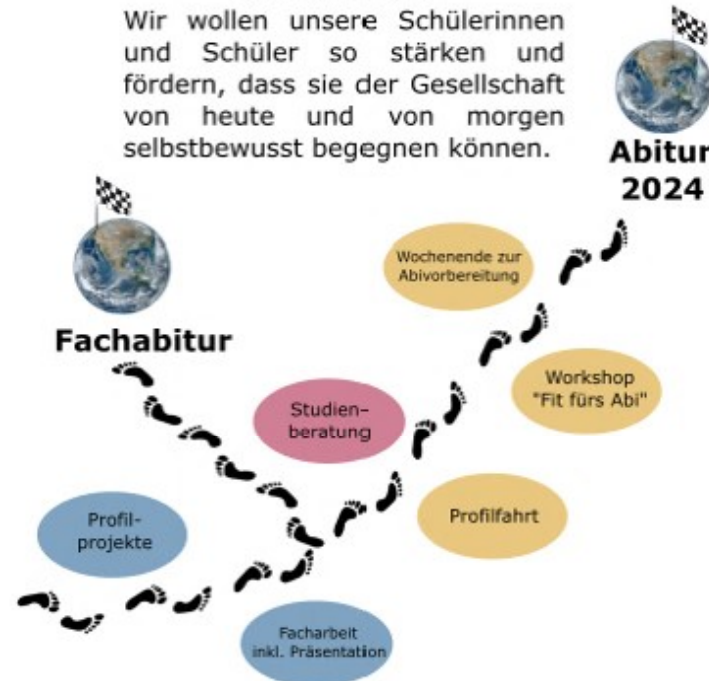 Wir wollen unsere Schülerinnen
und Schüler so stärken und
fördern, dass sie der Gesellschaft
von heute und von morgen
selbstbewusst begegnen können.
Abitur
2024
Wochenende zur
Abivorbereitung
Fachabitur
Workshop
"Fit fürs Abi"
Studien-
beratung
Profilfahrt
Profil-
projekte
Facharbeit
inkl. Präsentation